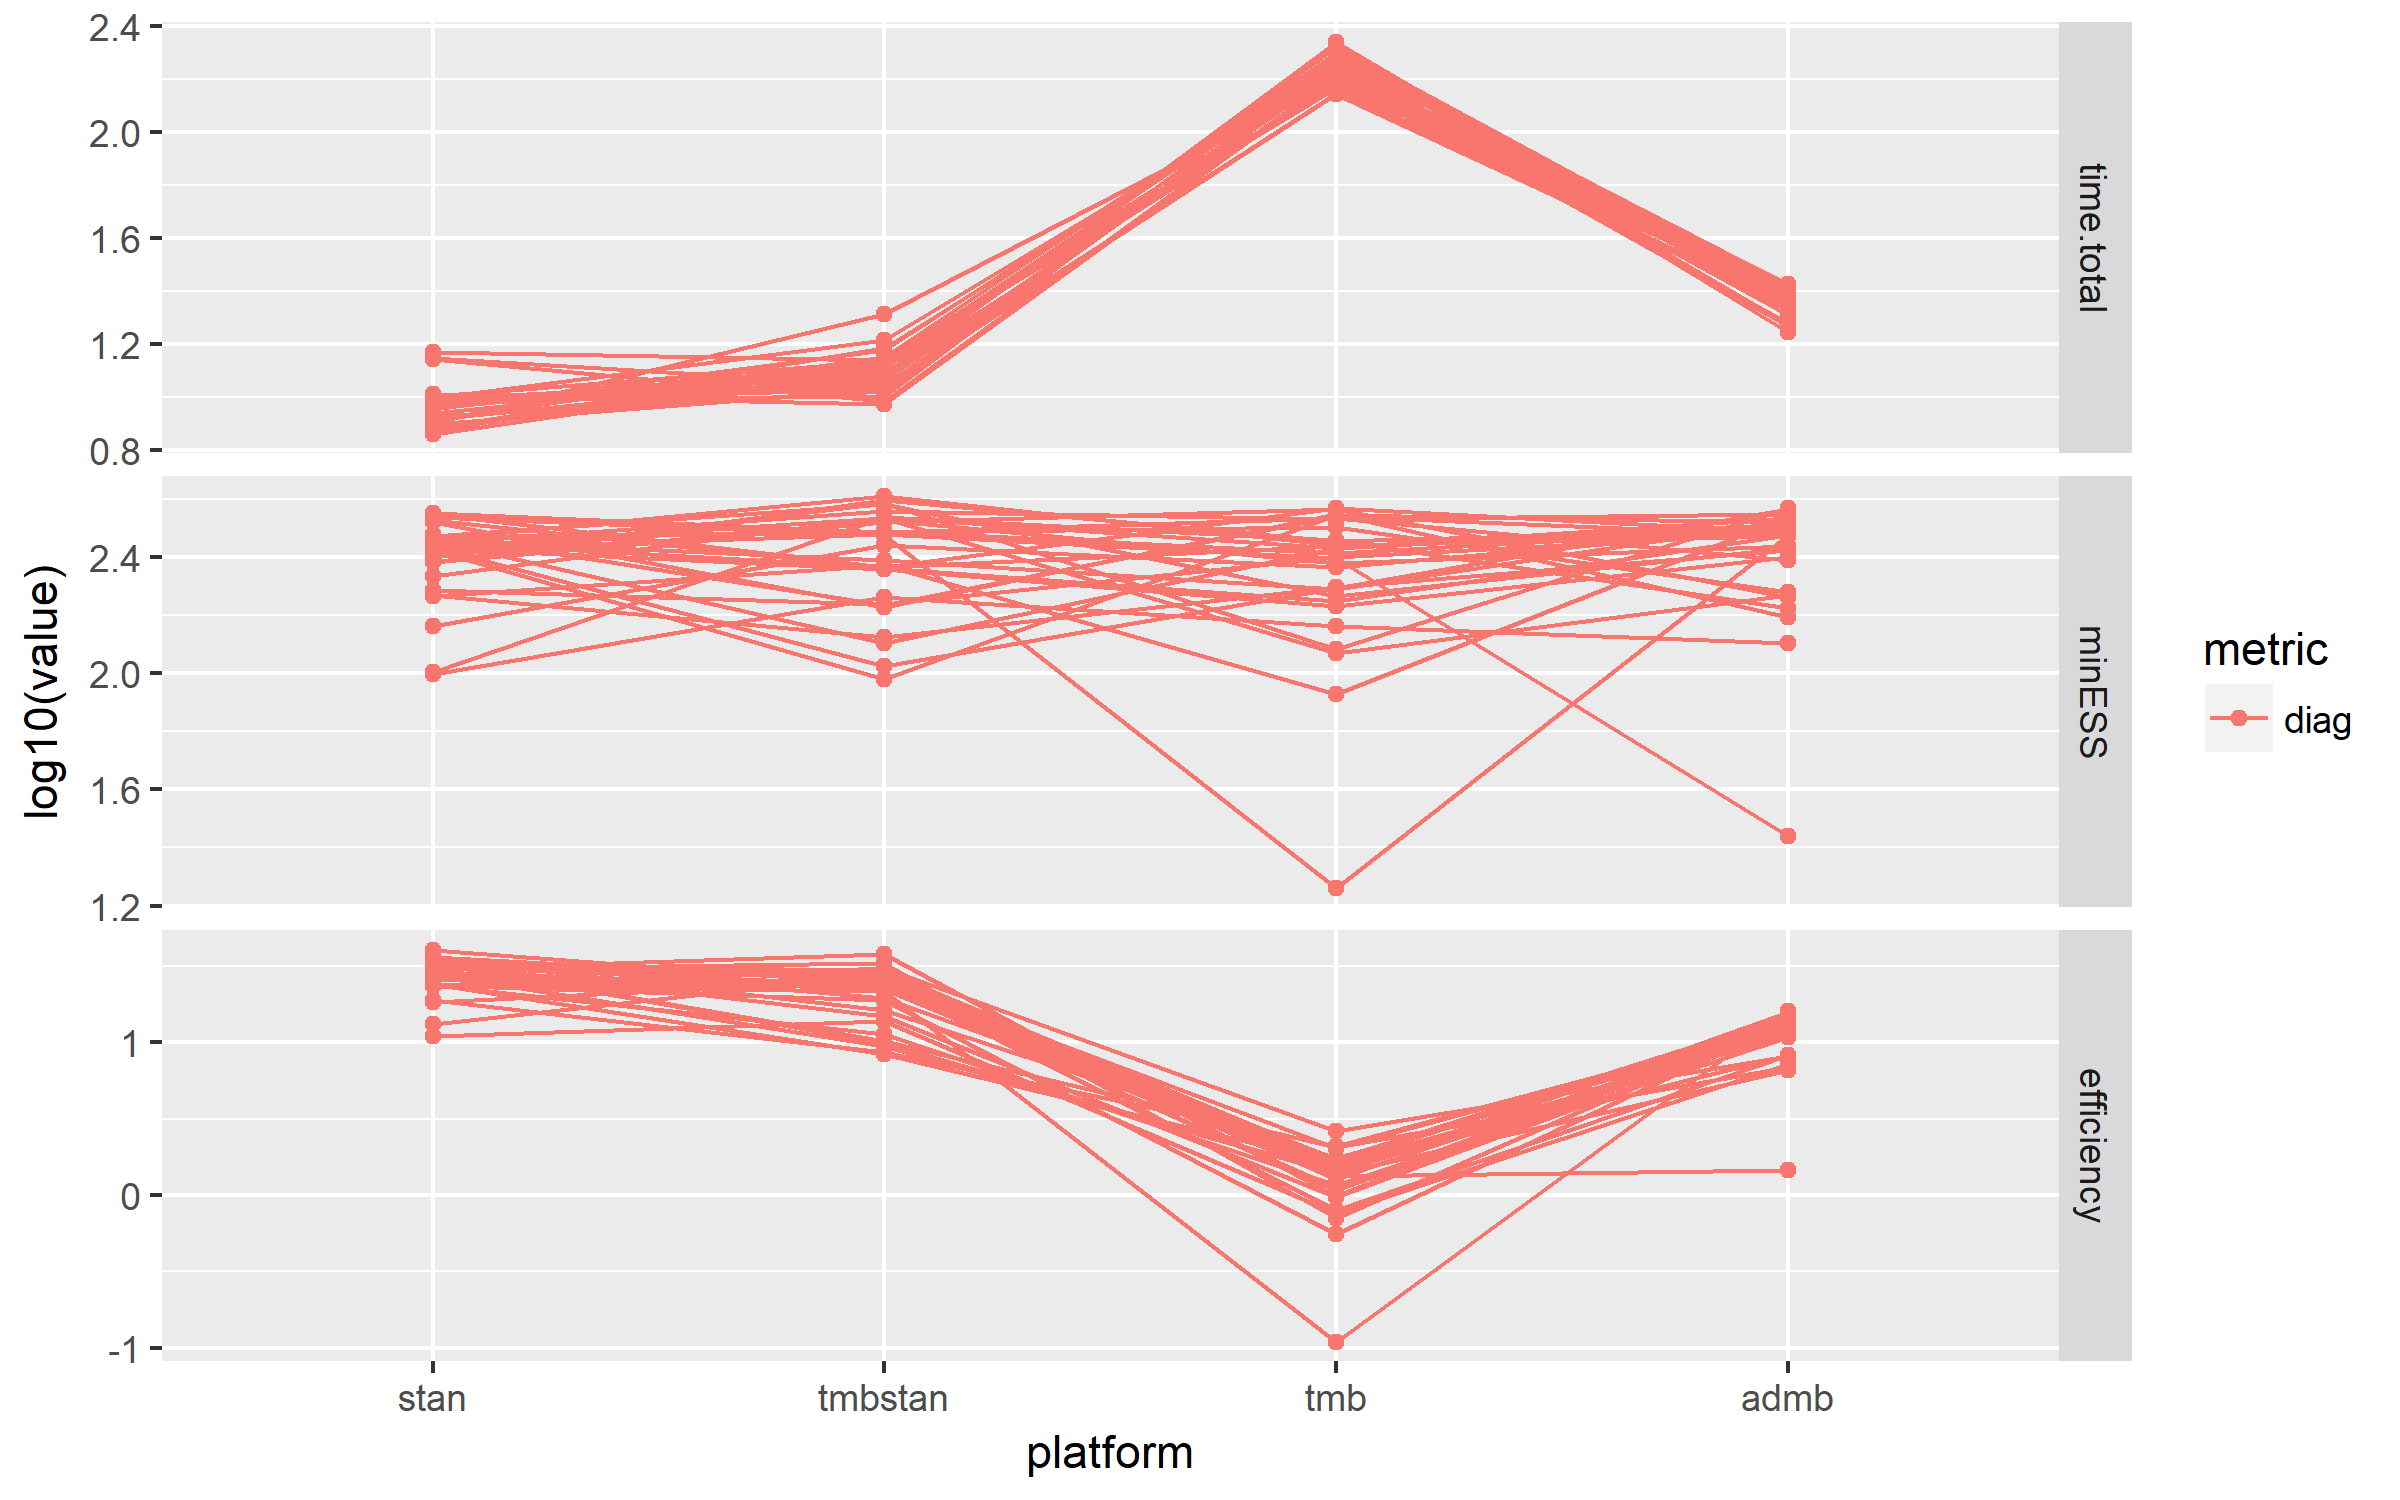 2.4
2.0
1.6
1.2
0.8
time.total
2.4
2.0
1.6
1.2
minESS
1
0
-1
efficiency
log10(value)
stan tmbstan tmb admb
platform
metric
diag